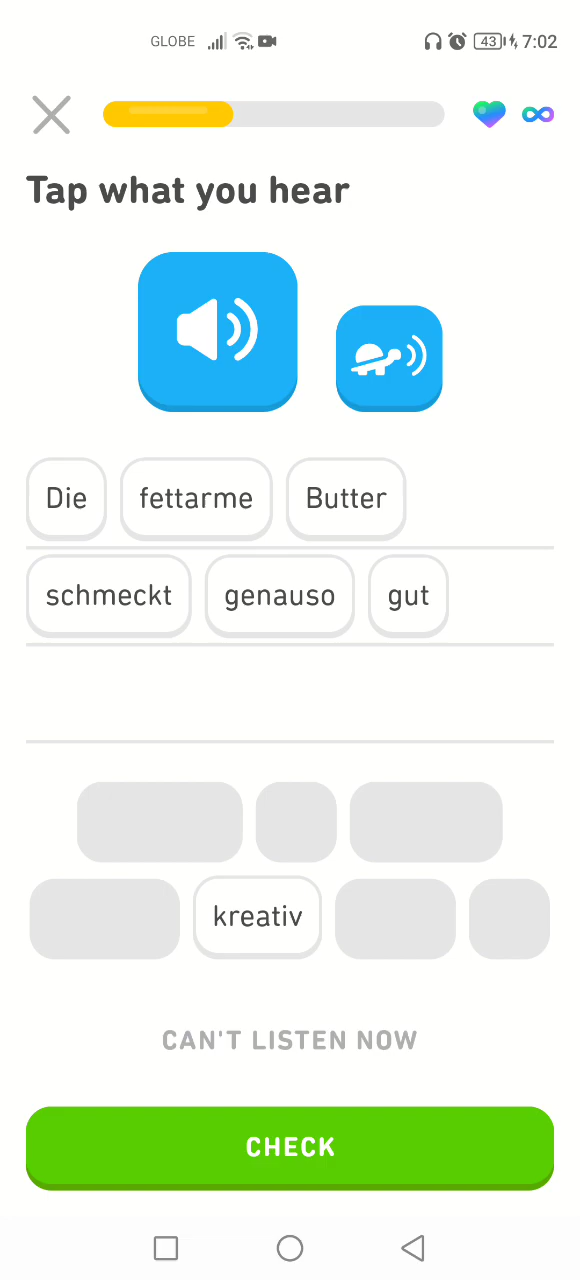 GLOBE 43 7:02
Tap what you hear
Die fettarme Butter
schmeckt genauso gut
kreativ
CAN'T LISTEN NOW
CHECK